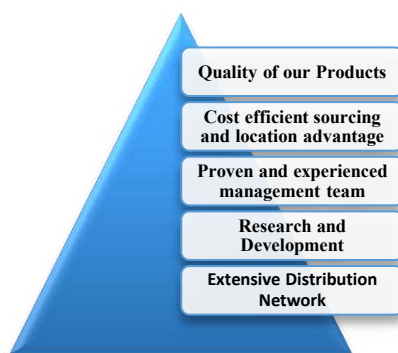 Quality of our Products
Cost efficient sourcing
and location advantage
Proven and experienced
management team
Research and
Development
Extensive Distribution
Network